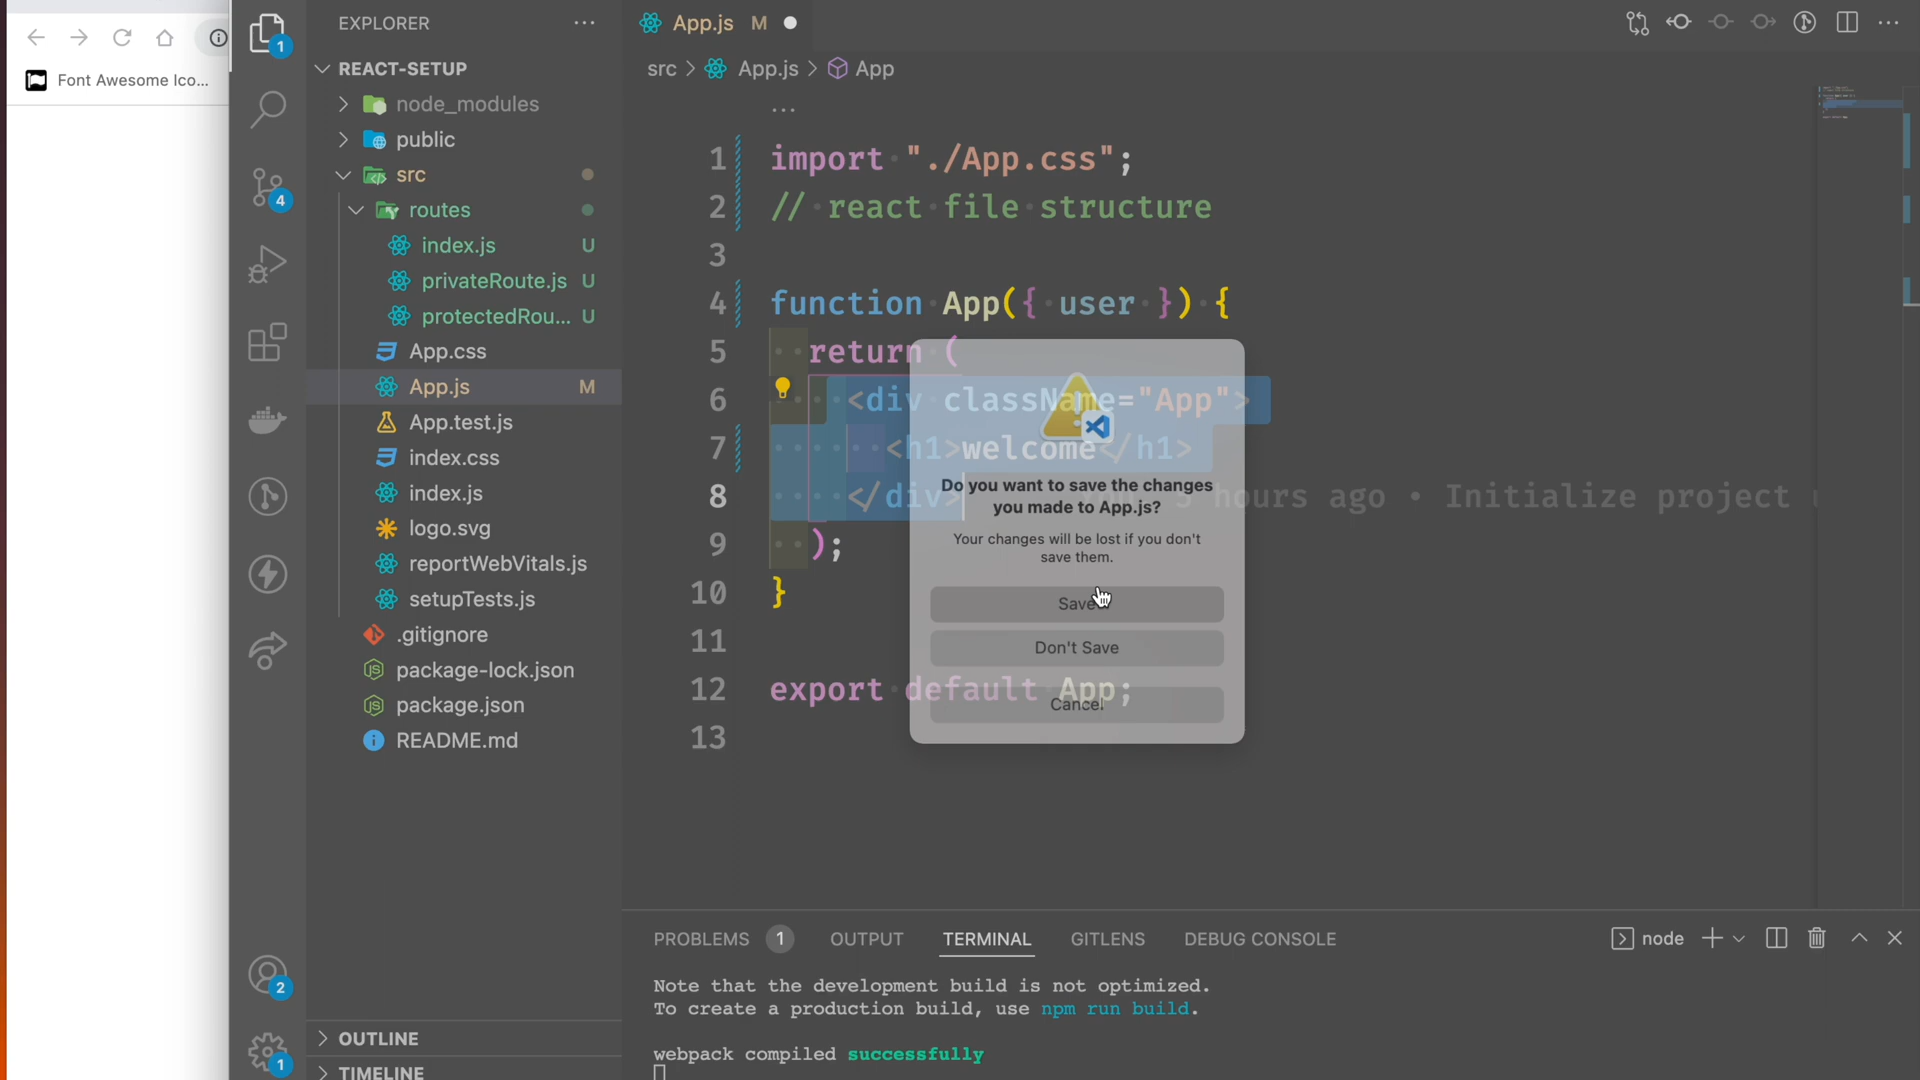 Font Awesome Ico...
1
4
2
1
EXPLORER
REACT-SETUP
node_modules
public
src
routes
index.js U
privateRoute.js U
protectedRou... U
App.css
App.js M
App.test.js
index.css
index.js
logo.svg
reportWebVitals.js
setupTests.js
.gitignore
package-lock.json
package.json
README.md
OUTLINE
TIMELINE
App.js M
src > App.js > App
...
1 import "./App.css";
2 // react file structure
3
4 function App({ user }) {
5 return (
6 <div className="App">
7 <h1>welcome</h1>
8 </div> You 5 hours ago • Initialize project
9 );
10 }
11
12 export default App;
13
Do you want to save the changes
you made to App.js?
Your changes will be lost if you don't
save them.
Save
Don't Save
Cancel
PROBLEMS 1 OUTPUT TERMINAL GITLENS DEBUG CONSOLE
node
Note that the development build is not optimized.
To create a production build, use npm run build.
webpack compiled successfully